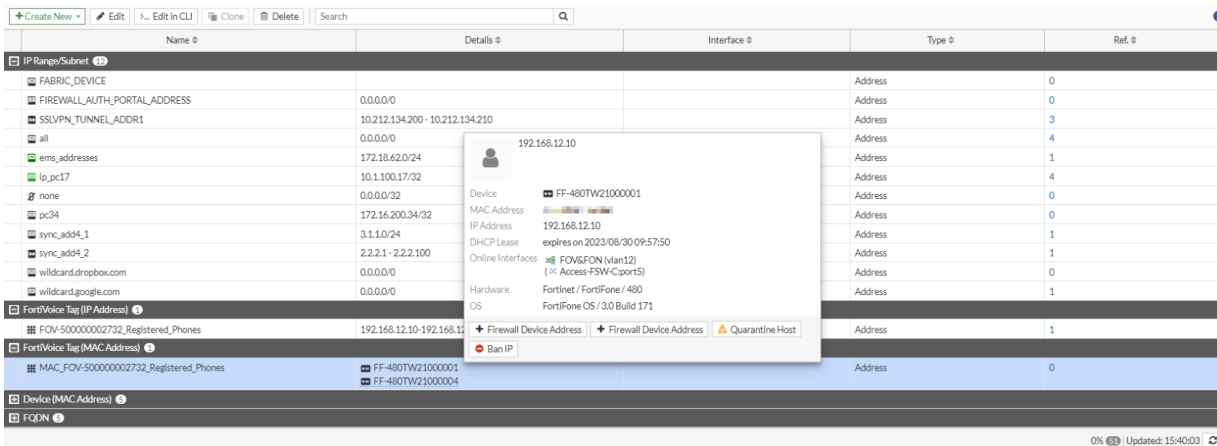 + Create New Edit >_ Edit in CLI Clone Delete Search
Name Details Interface Type Ref.
IP Range/Subnet 12
FABRIC_DEVICE Address 0
FIREWALL_AUTH_PORTAL_ADDRESS 0.0.0.0/0 Address 0
SSLVPN_TUNNEL_ADDR1 10.212.134.200 - 10.212.134.210 Address 3
all 0.0.0.0/0 Address 4
ems_addresses 172.18.62.0/24 Address 1
ip_pc17 10.1.100.17/32 Address 4
none 0.0.0.0/32 Address 0
pc34 172.16.200.34/32 Address 0
sync_add4_1 3.1.1.0/24 Address 1
sync_add4_2 2.2.2.1 - 2.2.2.100 Address 1
wildcard.dropbox.com 0.0.0.0/0 Address 0
wildcard.google.com 0.0.0.0/0 Address 1
FortiVoice Tag (IP Address) 1
FOV-500000002732_Registered_Phones 192.168.12.10-192.168.12 Address 1
FortiVoice Tag (MAC Address) 1
MAC_FOV-500000002732_Registered_Phones FF-480TW21000001 Address 0
FF-480TW21000004
Device (MAC Address) 5
FQDN 5
192.168.12.10
Device FF-480TW21000001
MAC Address
IP Address 192.168.12.10
DHCP Lease expires on 2023/08/30 09:57:50
Online Interfaces FOV&FON (vlan12)
( Access-FSW-C:port5)
Hardware Fortinet / FortiFone / 480
OS FortiFone OS / 3.0 Build 171
+ Firewall Device Address + Firewall Device Address Quarantine Host
Ban IP
0% 51 Updated: 15:40:03